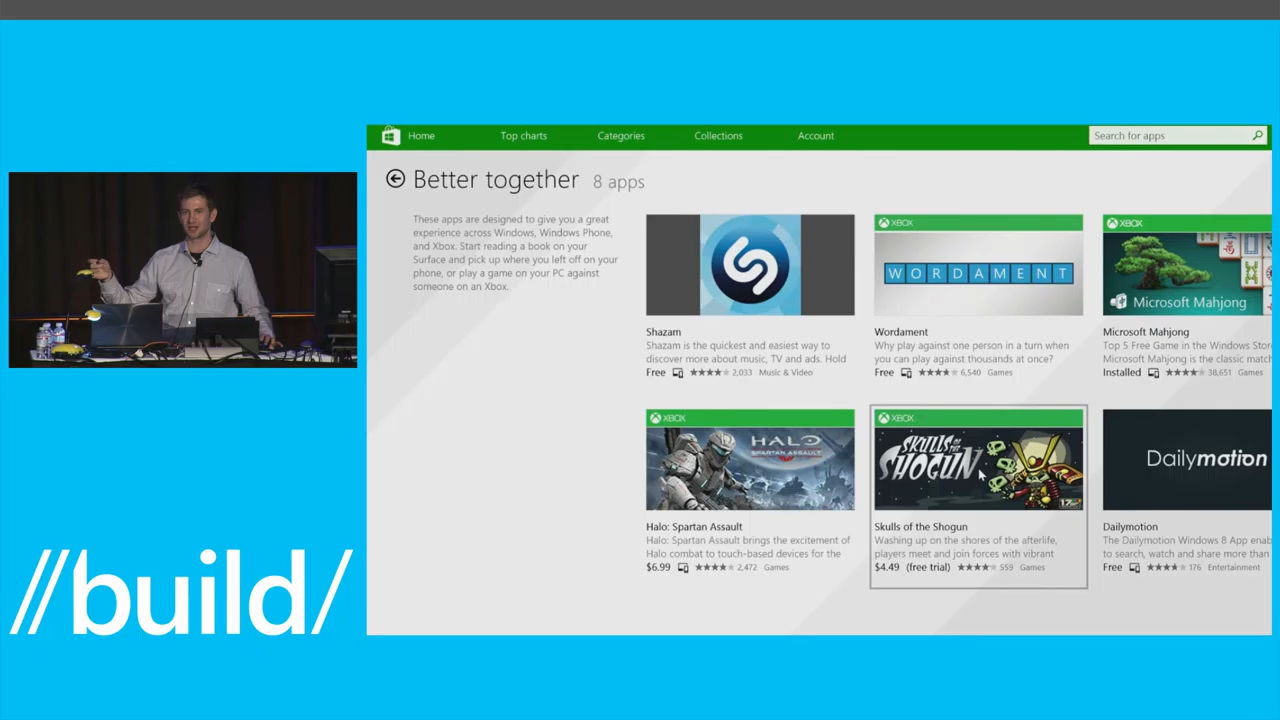 Home
Top charts
Categories
Collections
Account
Search for apps
Better together 8 apps
These apps are designed to give you a great
experience across Windows, Windows Phone,
and Xbox. Start reading a book on your
Surface and pick up where you left off on your
phone, or play a game on your PC against
someone on an Xbox.
Shazam
Shazam is the quickest and easiest way to
discover more about music, TV and ads. Hold
Free 2,033 Music & Video
XBOX
WORDAMENT
Wordament
Why play against one person in a turn when
you can play against thousands at once?
Free 6,540 Games
XBOX
Microsoft Mahjong
Microsoft Mahjong
Top 5 Free Game in the Windows Stor
Microsoft Mahjong is the classic match
Installed 38,651 Games
XBOX
HALO
SPARTAN ASSAULT
Halo: Spartan Assault
Halo: Spartan Assault brings the excitement of
Halo combat to touch-based devices for the
$6.99 2,472 Games
XBOX
SKULLS OF THE
SHOGUN
17-BIT
Skulls of the Shogun
Washing up on the shores of the afterlife,
players meet and join forces with vibrant
$4.49 (free trial) 559 Games
Dailymotion
Dailymotion
The Dailymotion Windows 8 App enab
to search, watch and share more than
Free 176 Entertainment
//build/